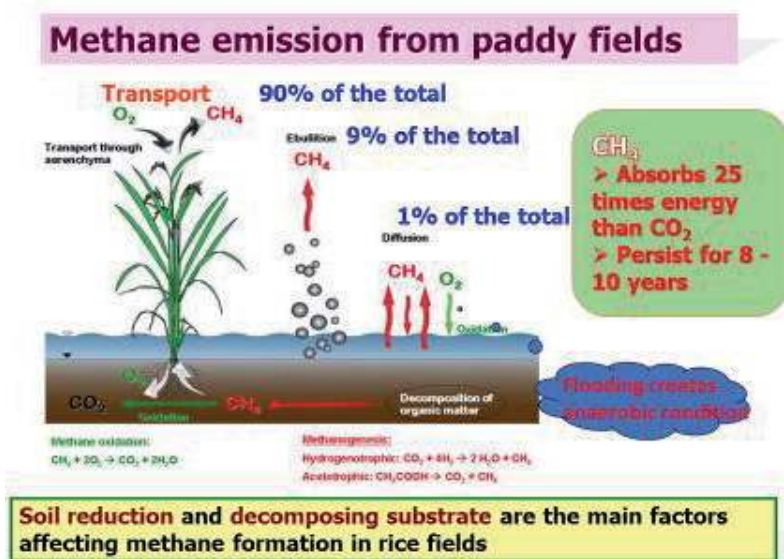 Methane emission from paddy fields
Transport 90% of the total
O₂ CH₄
Transport through
aerenchyma
Ebullition 9% of the total
CH₄
1% of the total
Diffusion
CH₄ O₂
Oxidation
CH₄
➤ Absorbs 25
times energy
than CO₂
➤ Persist for 8 -
10 years
O₂
CO₂ CH₄
Oxidation
Decomposition of
organic matter
Flooding creates
anaerobic condition
Methane oxidation:
CH₄ + 2O₂ → CO₂ + 2H₂O
Methanogenesis:
Hydrogenotrophic: CO₂ + 4H₂ → 2 H₂O + CH₄
Acetotrophic: CH₃COOH → CO₂ + CH₄
Soil reduction and decomposing substrate are the main factors
affecting methane formation in rice fields